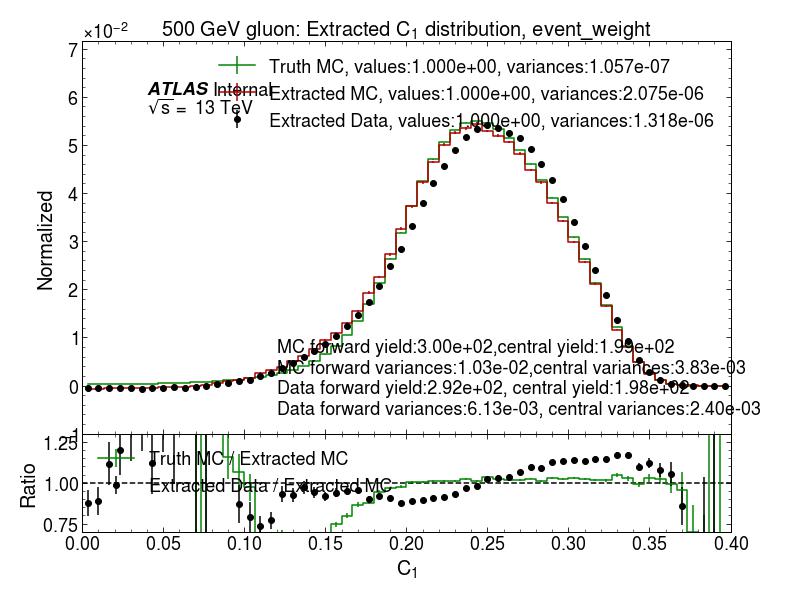 ×10⁻²
500 GeV gluon: Extracted C₁ distribution, event_weight
Truth MC, values:1.000e+00, variances:1.057e-07
ATLAS Internal
Extracted MC, values:1.000e+00, variances:2.075e-06
√s = 13 TeV
Extracted Data, values:1.000e+00, variances:1.318e-06
7
6
5
4
3
2
1
0
Normalized
MC forward yield:3.00e+02,central yield:1.99e+02
MC forward variances:1.03e-02,central variances:3.83e-03
Data forward yield:2.92e+02, central yield:1.98e+02
Data forward variances:6.13e-03, central variances:2.40e-03
1.25
1.00
0.75
Ratio
Truth MC / Extracted MC
Extracted Data / Extracted MC
0.00 0.05 0.10 0.15 0.20 0.25 0.30 0.35 0.40
C₁